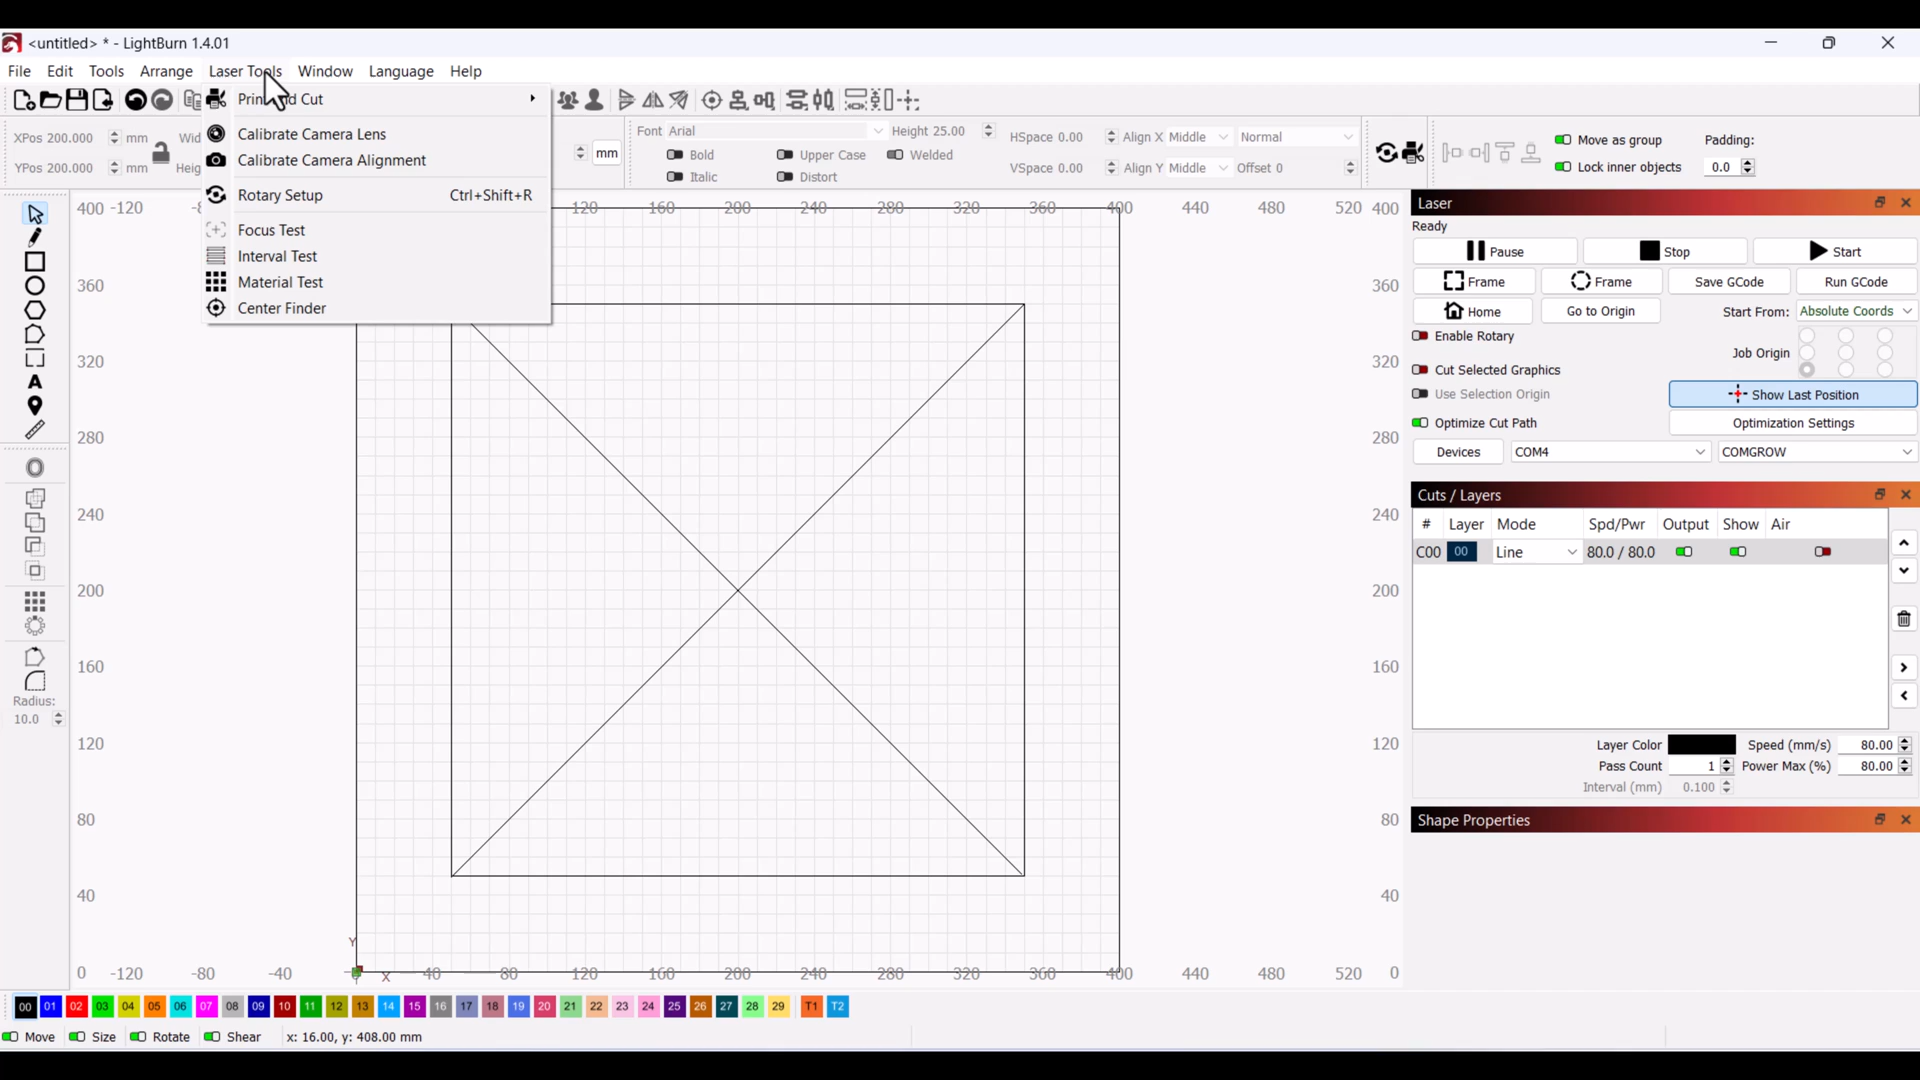 <untitled> * - LightBurn 1.4.01
File Edit Tools Arrange Laser Tools Window Language Help
Print and Cut
Calibrate Camera Lens
Calibrate Camera Alignment
Rotary Setup Ctrl+Shift+R
Focus Test
Interval Test
Material Test
Center Finder
XPos 200.000 mm
YPos 200.000 mm
mm
Font Arial Height 25.00 HSpace 0.00 Align X Middle Normal
Bold Upper Case Welded
Italic Distort VSpace 0.00 Align Y Middle Offset 0
Move as group Padding:
Lock inner objects 0.0
400 -120 120 160 200 240 280 320 360 400 440 480 520 400
360 360
320 320
280 280
240 240
200 200
160 160
120 120
80 80
40 40
Y
0 -120 -80 -40 X 40 80 120 160 200 240 280 320 360 400 440 480 520 0
Radius:
10.0
Laser
Ready
Pause Stop Start
Frame Frame Save GCode Run GCode
Home Go to Origin Start From: Absolute Coords
Enable Rotary
Job Origin
Cut Selected Graphics
Use Selection Origin Show Last Position
Optimize Cut Path Optimization Settings
Devices COM4 COMGROW
Cuts / Layers
# Layer Mode Spd/Pwr Output Show Air
C00 00 Line 80.0 / 80.0
Layer Color Speed (mm/s) 80.00
Pass Count 1 Power Max (%) 80.00
Interval (mm) 0.100
Shape Properties
00 01 02 03 04 05 06 07 08 09 10 11 12 13 14 15 16 17 18 19 20 21 22 23 24 25 26 27 28 29 T1 T2
Move Size Rotate Shear x: 16.00, y: 408.00 mm